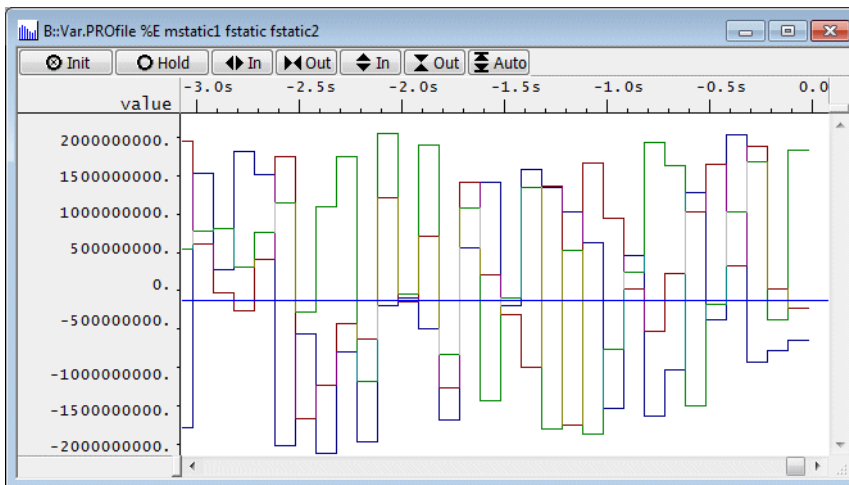 B::Var.PROfile %E mstatic1 fstatic fstatic2
Init Hold In Out In Out Auto
-3.0s -2.5s -2.0s -1.5s -1.0s -0.5s 0.0
value
2000000000.
1500000000.
1000000000.
500000000.
0.
-500000000.
-1000000000.
-1500000000.
-2000000000.